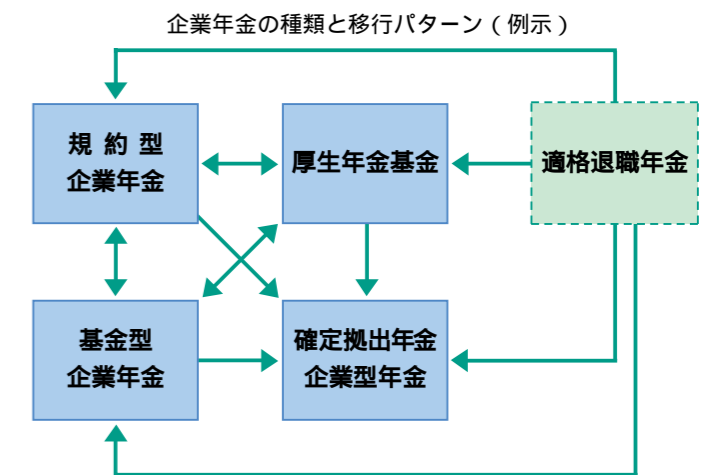 企業年金の種類と移行パターン（例示）
規 約 型
企業年金
厚生年金基金
適格退職年金
基金型
企業年金
確定拠出年金
企業型年金